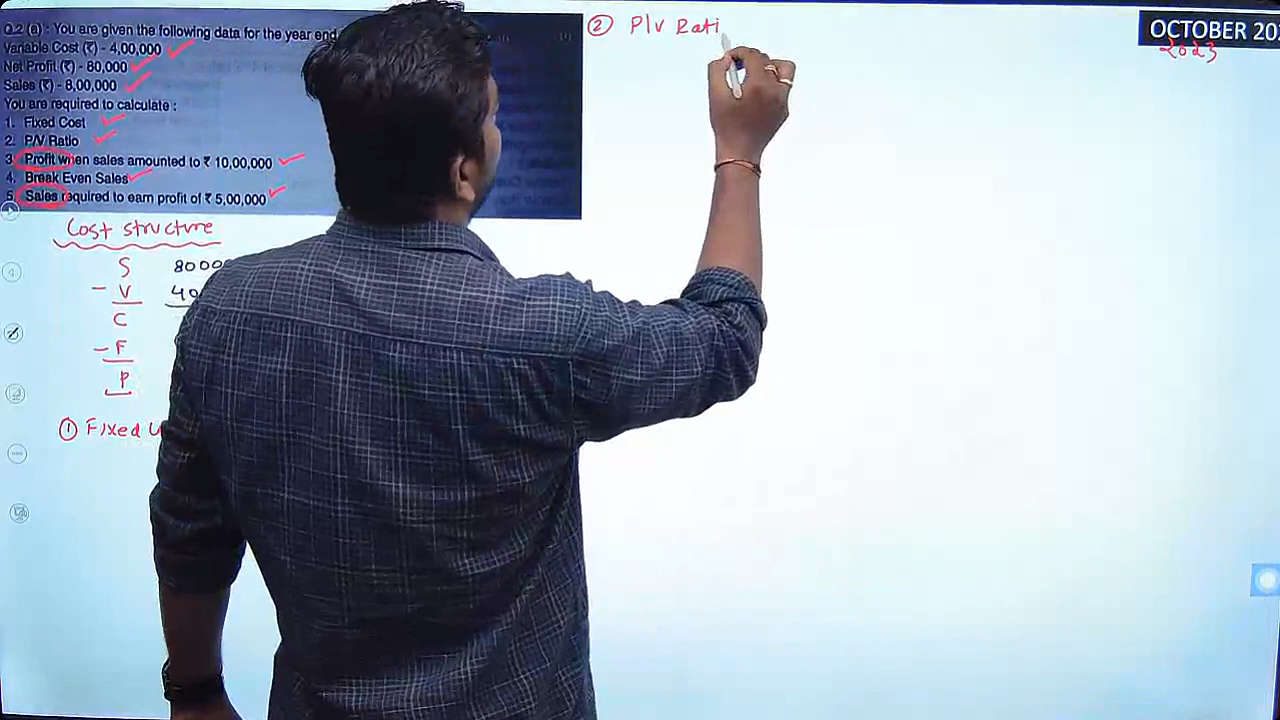 Q.2 (a) : You are given the following data for the year end
Variable Cost (₹) - 4,00,000
Net Profit (₹) - 80,000
Sales (₹) - 8,00,000
You are required to calculate :
1. Fixed Cost
2. P/V Ratio
3 Profit when sales amounted to ₹ 10,00,000
4. Break Even Sales
5. Sales required to earn profit of ₹ 5,00,000
Cost structure
S 8000
- V 40
C
- F
P
① Fixed
② P/V Rati
OCTOBER 202
2023